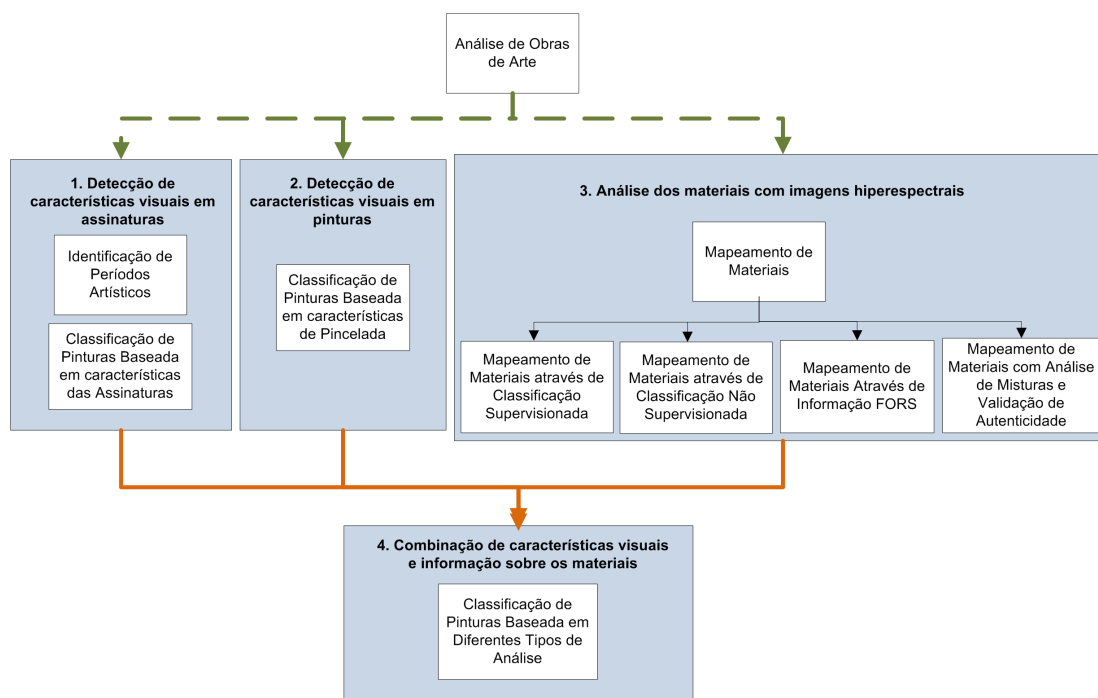 Análise de Obras
de Arte
1. Detecção de
características visuais em
assinaturas
Identificação de
Períodos
Artísticos
Classificação de
Pinturas Baseada
em características
das Assinaturas
2. Detecção de
características visuais em
pinturas
Classificação de
Pinturas Baseada
em características
de Pincelada
3. Análise dos materiais com imagens hiperespectrais
Mapeamento de
Materiais
Mapeamento de
Materiais através de
Classificação
Supervisionada
Mapeamento de
Materiais através de
Classificação Não
Supervisionada
Mapeamento de
Materiais Através de
Informação FORS
Mapeamento de
Materiais com Análise
de Misturas e
Validação de
Autenticidade
4. Combinação de características visuais
e informação sobre os materiais
Classificação de
Pinturas Baseada em
Diferentes Tipos de
Análise